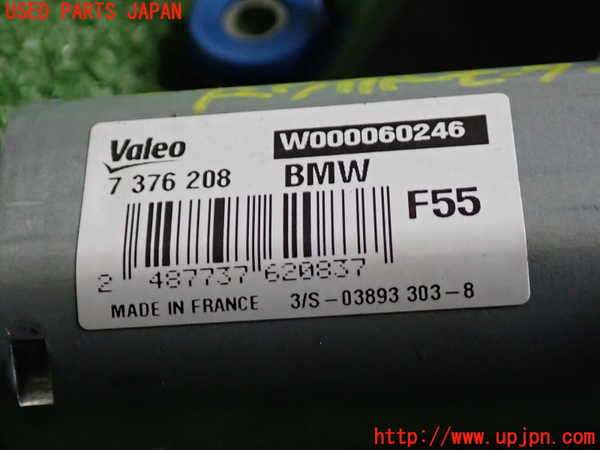 USED PARTS JAPAN
Valeo
W000060246
7 376 208
BMW
F55
2 487737 620837
MADE IN FRANCE
3/S-03893 303-8
http://www.upjpn.com/